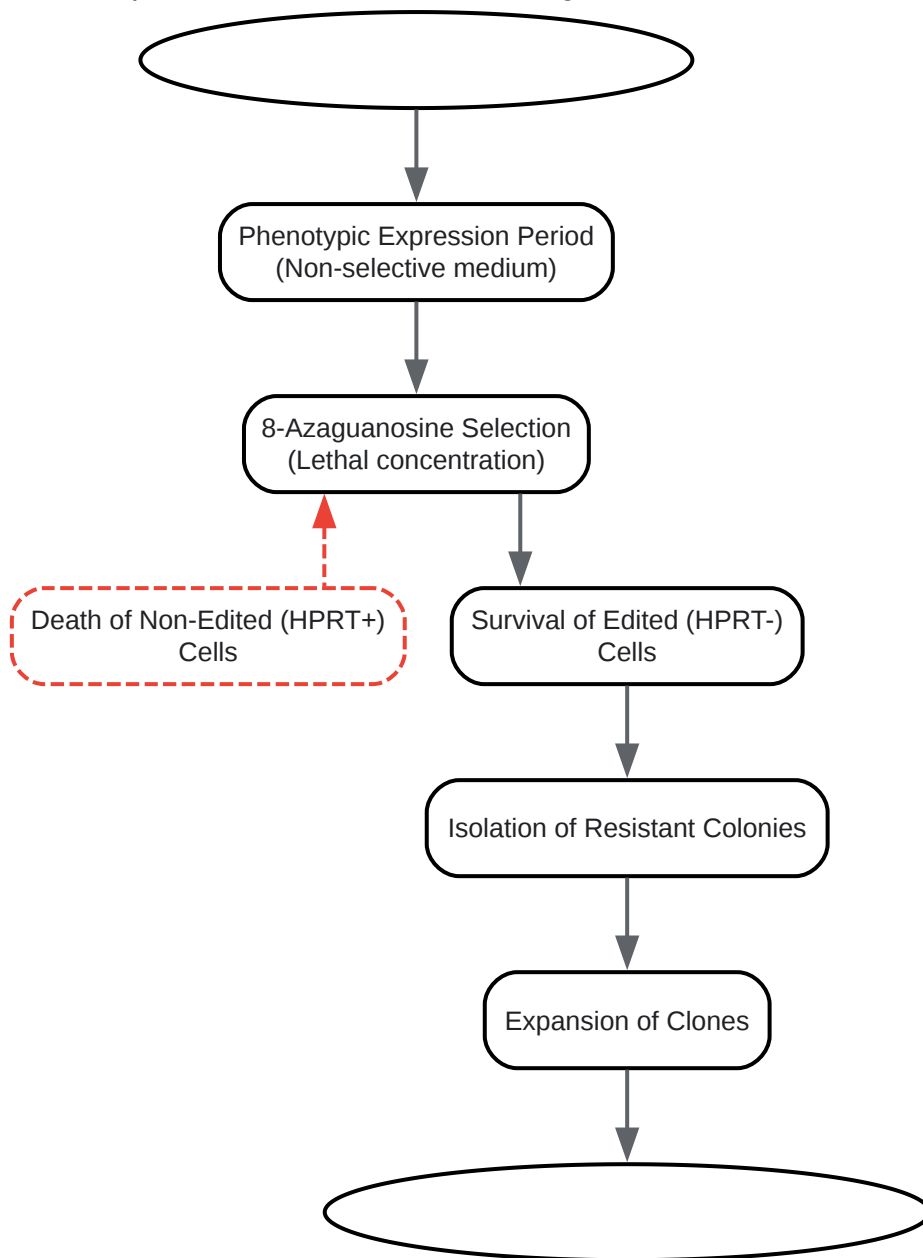 Phenotypic Expression Period
(Non-selective medium)
8-Azaguanosine Selection
(Lethal concentration)
Death of Non-Edited (HPRT+)
Cells
Survival of Edited (HPRT-)
Cells
Isolation of Resistant Colonies
Expansion of Clones